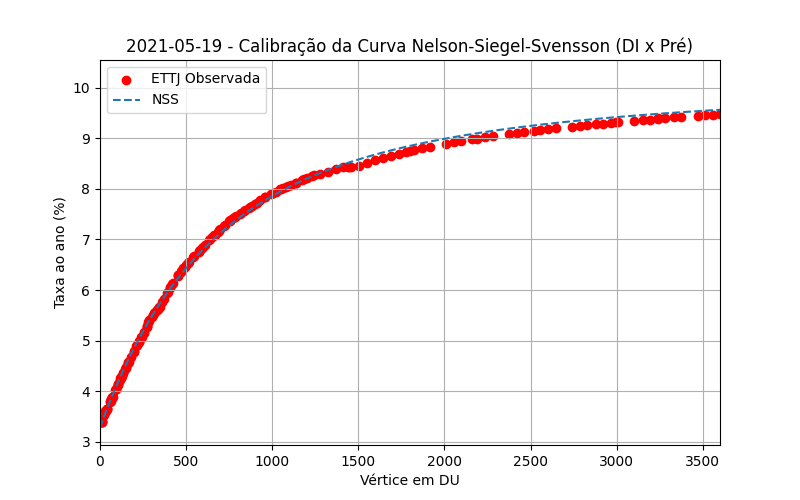 2021-05-19 - Calibração da Curva Nelson-Siegel-Svensson (DI x Pré)
ETTJ Observada
NSS
Taxa ao ano (%)
10
9
8
7
6
5
4
3
0 500 1000 1500 2000 2500 3000 3500
Vértice em DU